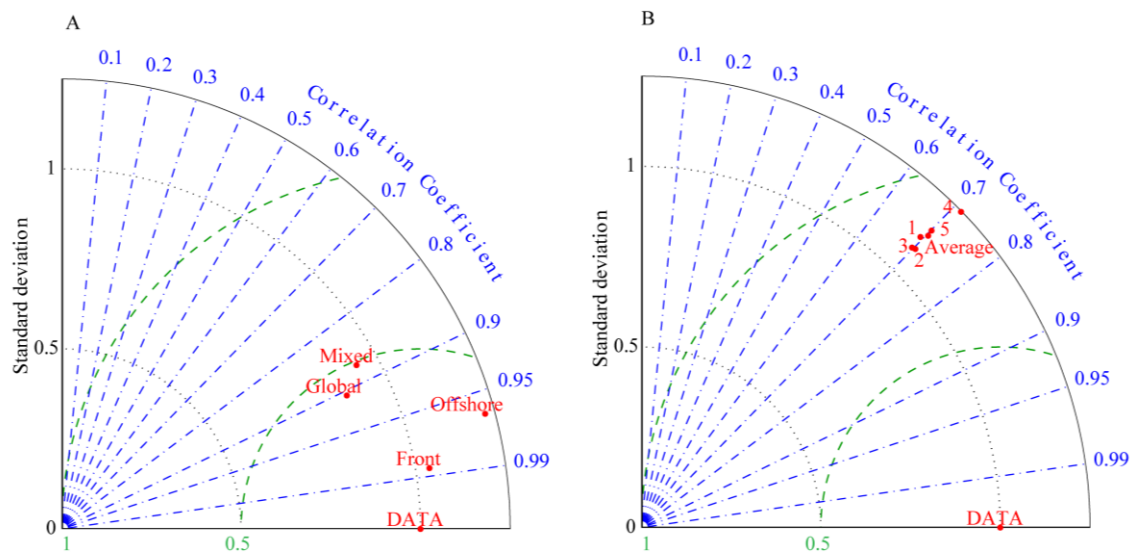 A
0.1
0.2
0.3
0.4
0.5
0.6
0.7
0.8
0.9
0.95
0.99
Correlation Coefficient
Standard deviation
1
0.5
0
Mixed
Global
Offshore
Front
DATA
1
0.5
B
0.1
0.2
0.3
0.4
0.5
0.6
0.7
0.8
0.9
0.95
0.99
Correlation Coefficient
Standard deviation
1
0.5
0
4
1
5
3
Average
2
DATA
1
0.5